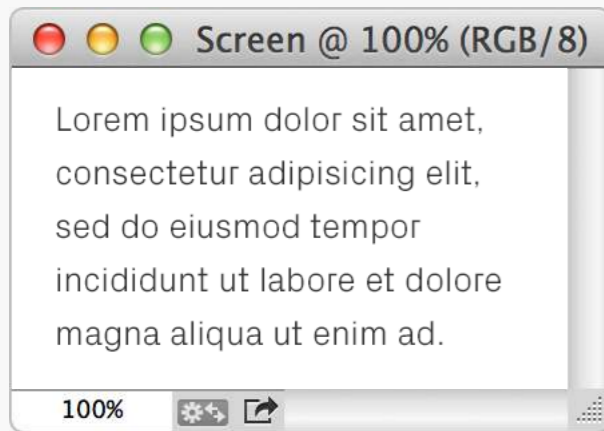 Screen @ 100% (RGB/8)
Lorem ipsum dolor sit amet,
consectetur adipisicing elit,
sed do eiusmod tempor
incididunt ut labore et dolore
magna aliqua ut enim ad.
100%